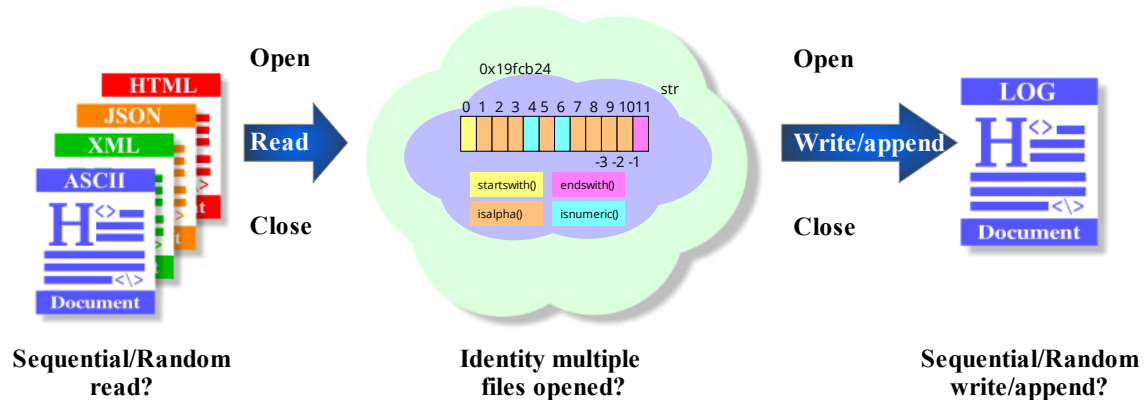 HTML
JSON
XML
ASCII
H
<>
<\>
Document
Open
Read
Close
0x19fcb24
str
0 1 2 3 4 5 6 7 8 9 10 11
-3 -2 -1
startswith()
endswith()
isalpha()
isnumeric()
Open
Write/append
Close
LOG
H
<>
<\>
Document
Sequential/Random
read?
Identity multiple
files opened?
Sequential/Random
write/append?